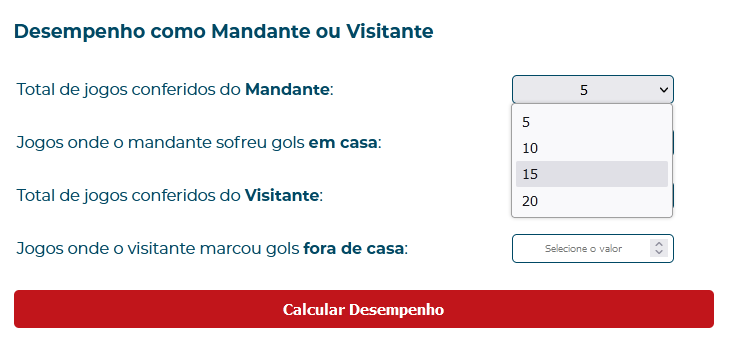 Desempenho como Mandante ou Visitante
Total de jogos conferidos do Mandante:
5
5
10
15
20
Jogos onde o mandante sofreu gols em casa:
Total de jogos conferidos do Visitante:
Jogos onde o visitante marcou gols fora de casa:
Selecione o valor
Calcular Desempenho